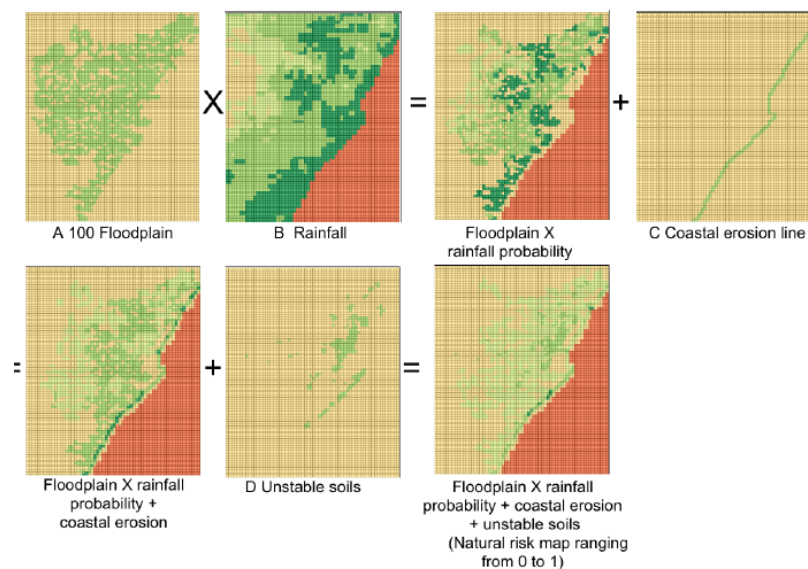 X
=
+
A 100 Floodplain
B Rainfall
Floodplain X
rainfall probability
C Coastal erosion line
=
+
=
Floodplain X rainfall
probability +
coastal erosion
D Unstable soils
Floodplain X rainfall
probability + coastal erosion
+ unstable soils
(Natural risk map ranging
from 0 to 1)